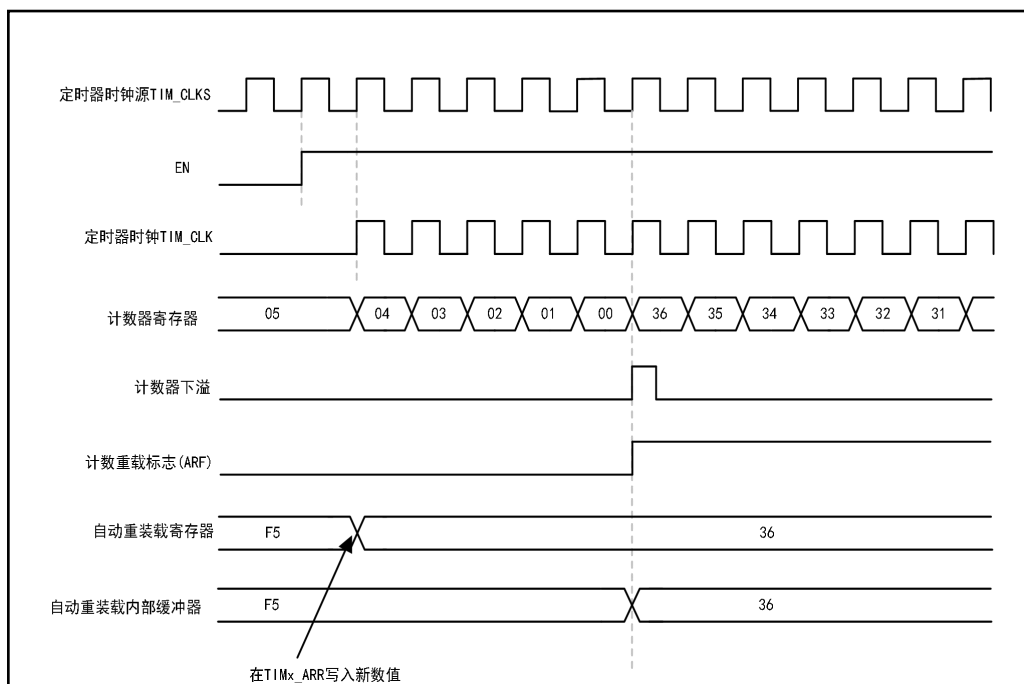 定时器时钟源TIM_CLKS
EN
定时器时钟TIM_CLK
计数器寄存器 05 04 03 02 01 00 36 35 34 33 32 31
计数器下溢
计数重载标志(ARF)
自动重装载寄存器 F5 36
自动重装载内部缓冲器 F5 36
在TIMx_ARR写入新数值